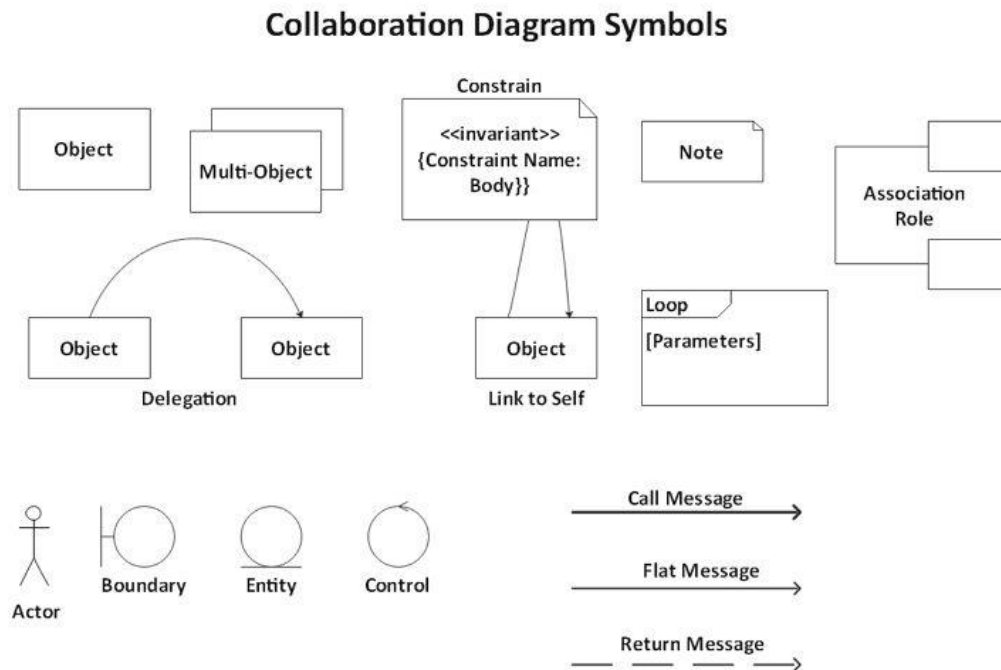 Collaboration Diagram Symbols
Object
Multi-Object
Constrain
<<invariant>>
{Constraint Name:
Body}}
Note
Association
Role
Object
Object
Delegation
Object
Link to Self
Loop
[Parameters]
Actor
Boundary
Entity
Control
Call Message
Flat Message
Return Message